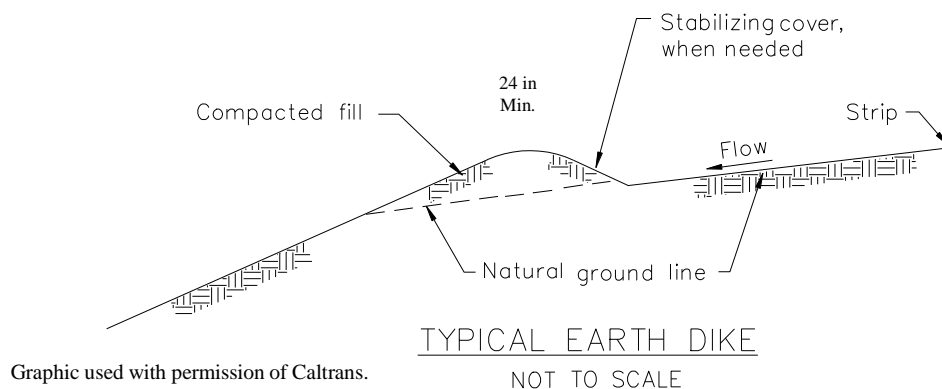 Stabilizing cover,
when needed
24 in
Min.
Compacted fill
Strip
Flow
Natural ground line
TYPICAL EARTH DIKE
NOT TO SCALE
Graphic used with permission of Caltrans.